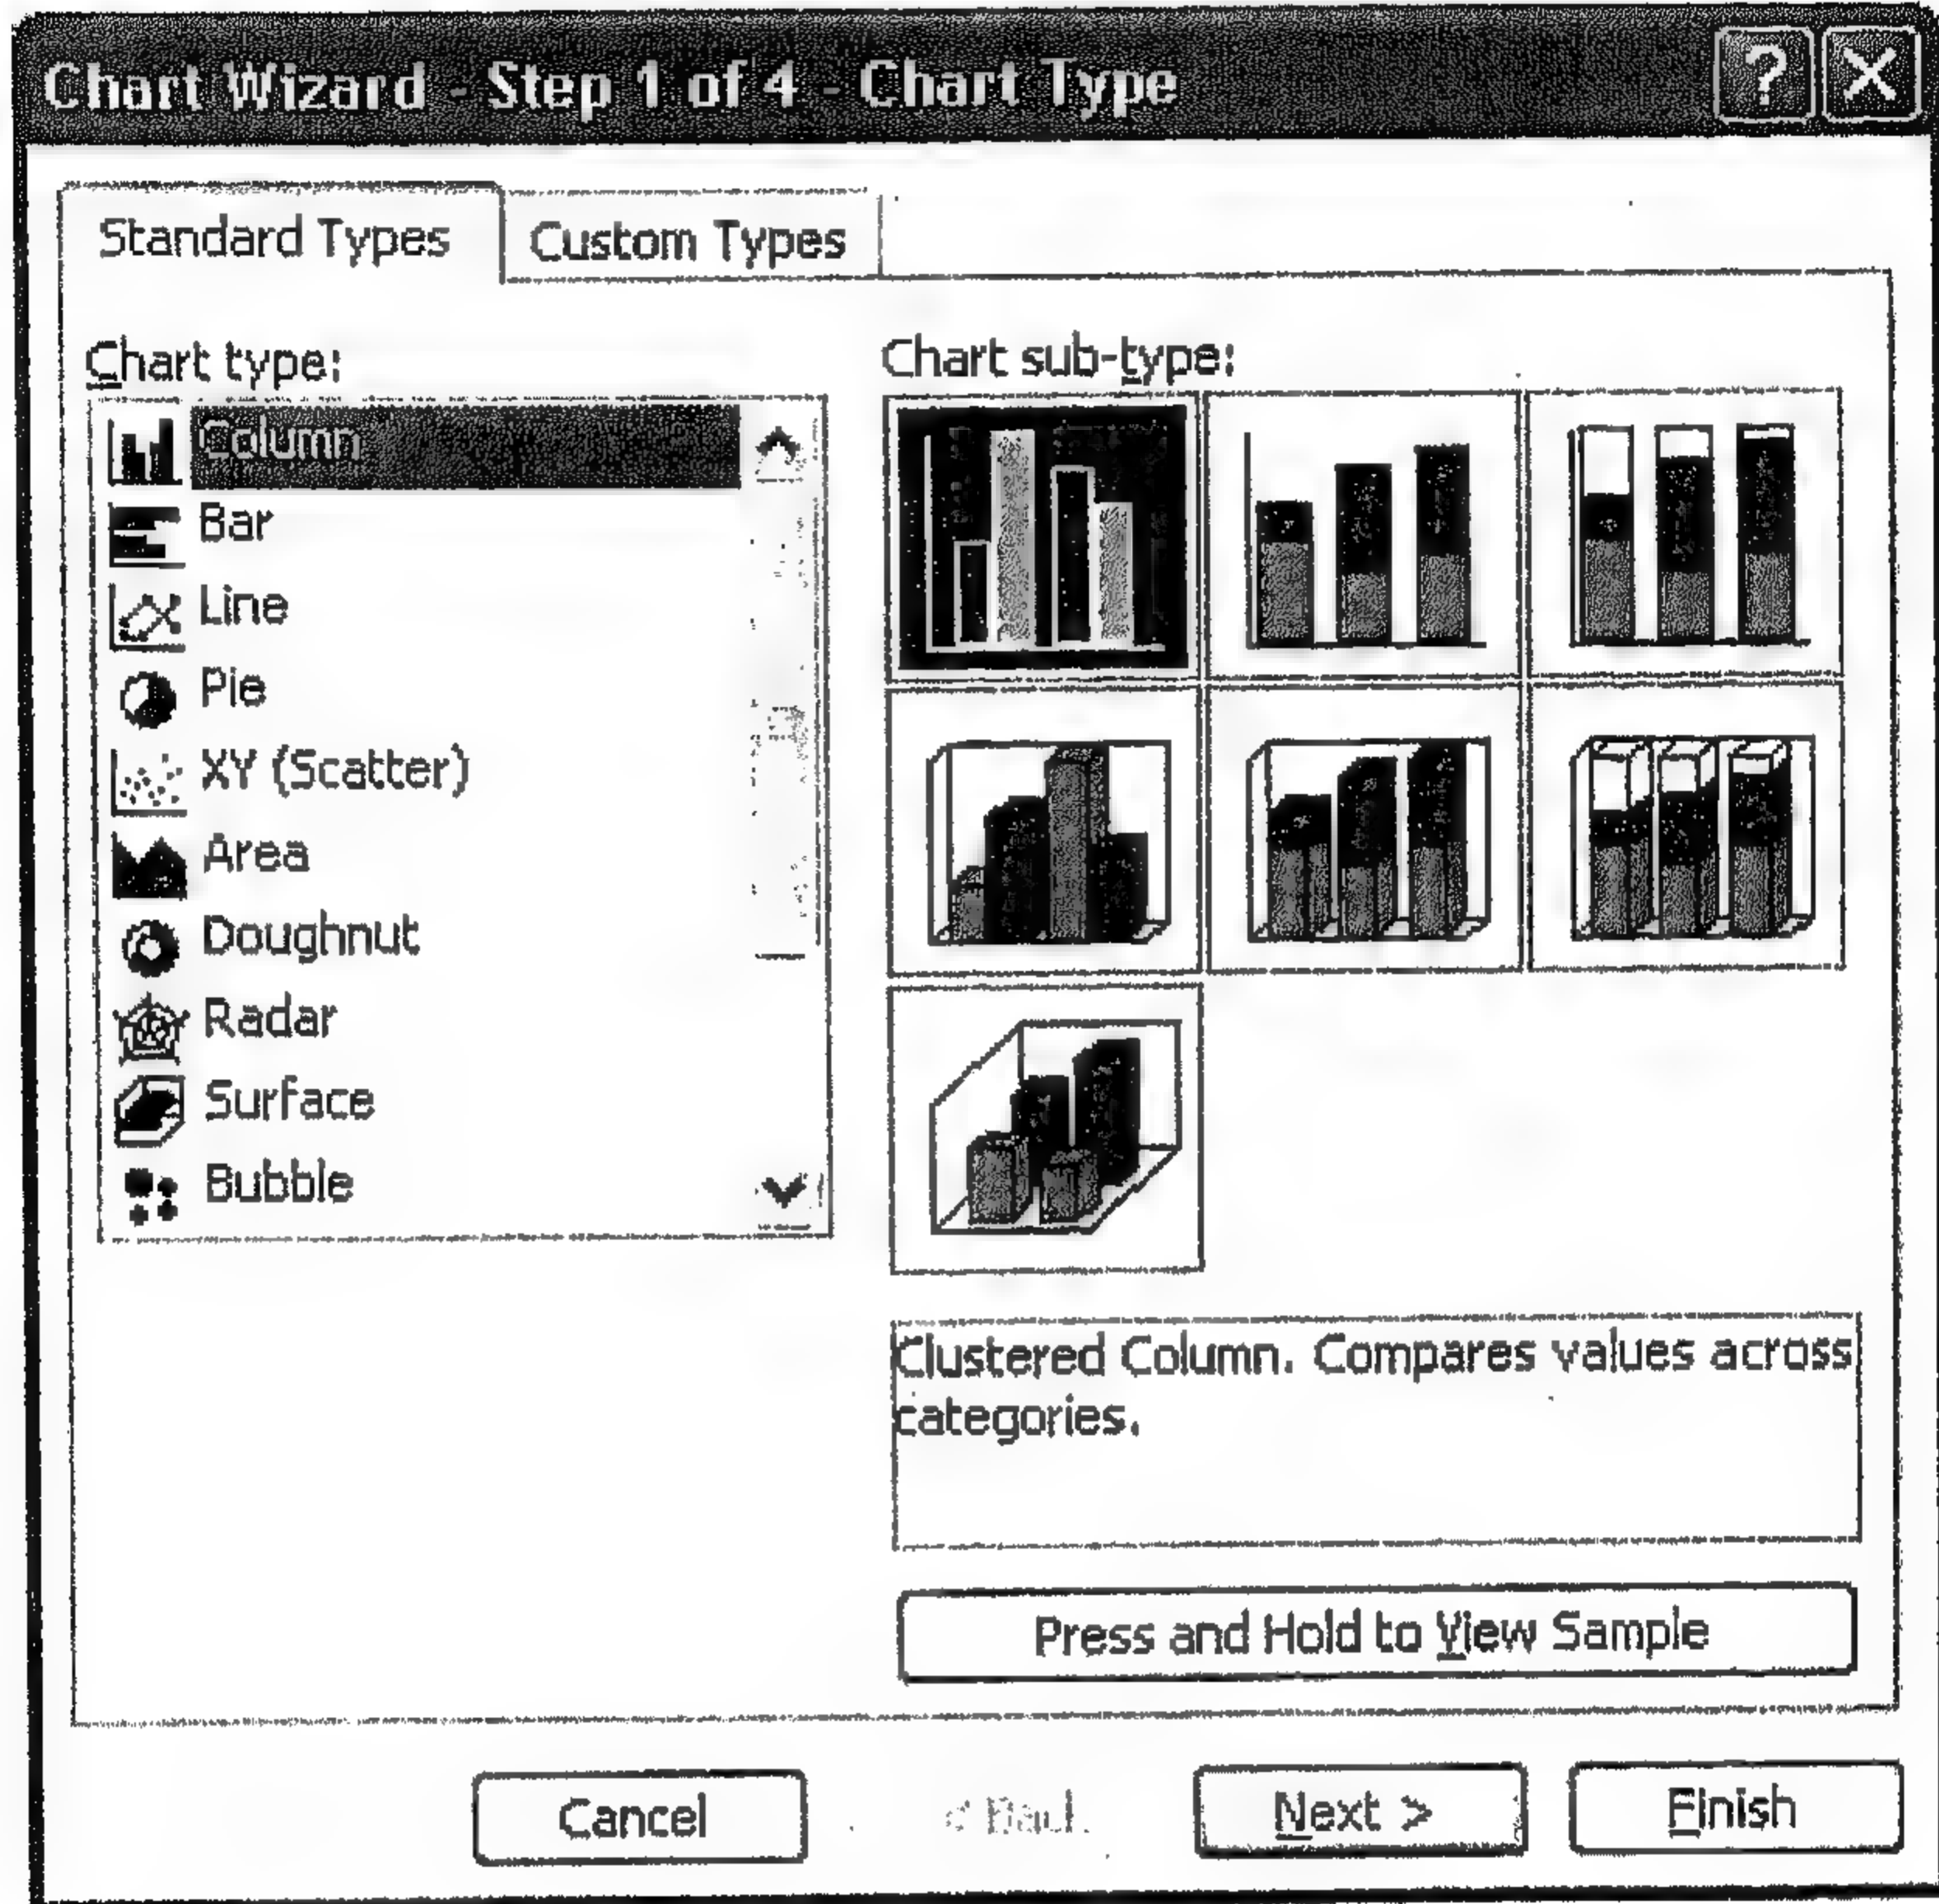 Chart Wizard - Step 1 of 4 - Chart Type
Standard Types
Custom Types
Chart type:
Column
Bar
Line
Pie
XY (Scatter)
Area
Doughnut
Radar
Surface
Bubble
Chart sub-type:
Clustered Column. Compares values across
categories.
Press and Hold to View Sample
Cancel
< Back
Next >
Finish